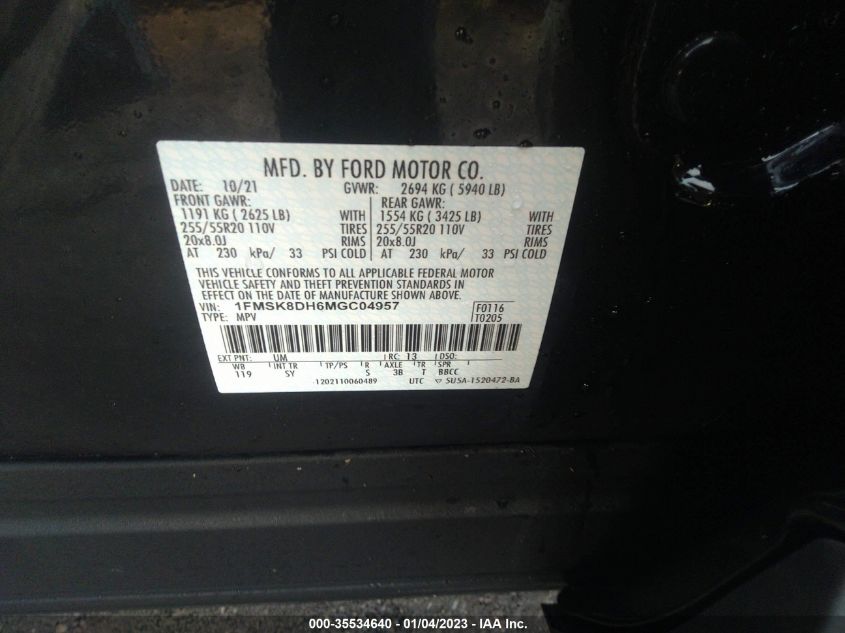 MFD. BY FORD MOTOR CO.
DATE: 10/21 GVWR: 2694 KG ( 5940 LB)
FRONT GAWR: REAR GAWR:
1191 KG ( 2625 LB) WITH 1554 KG ( 3425 LB) WITH
255/55R20 110V TIRES 255/55R20 110V TIRES
20x8.0J RIMS 20x8.0J RIMS
AT 230 kPa/ 33 PSI COLD AT 230 kPa/ 33 PSI COLD
THIS VEHICLE CONFORMS TO ALL APPLICABLE FEDERAL MOTOR
VEHICLE SAFETY AND THEFT PREVENTION STANDARDS IN
EFFECT ON THE DATE OF MANUFACTURE SHOWN ABOVE.
VIN: 1FMSK8DH6MGC04957 F0116
TYPE: MPV T0205
EXT PNT: UM RC: 13 DSO:
WB INT TR TP/PS R AXLE TR SPR
119 SY S 3B T BBCC
1202110060489 UTC 5U5A-1520472-BA
000-35534640 - 01/04/2023 - IAA Inc.